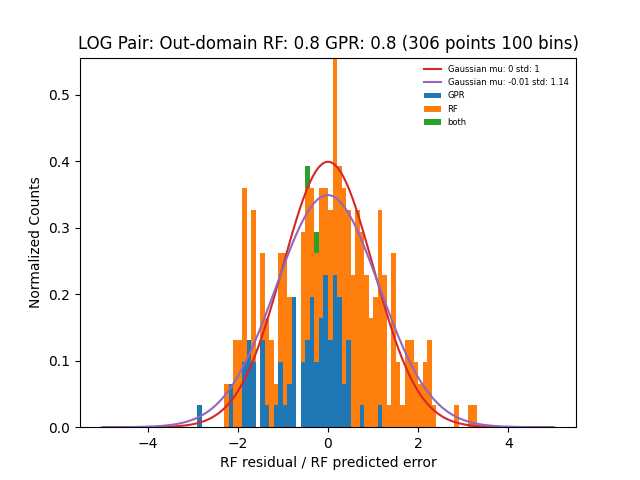 LOG Pair: Out-domain RF: 0.8 GPR: 0.8 (306 points 100 bins)
Gaussian mu: 0 std: 1
Gaussian mu: -0.01 std: 1.14
GPR
RF
both
Normalized Counts
0.5
0.4
0.3
0.2
0.1
0.0
−4
−2
0
2
4
RF residual / RF predicted error